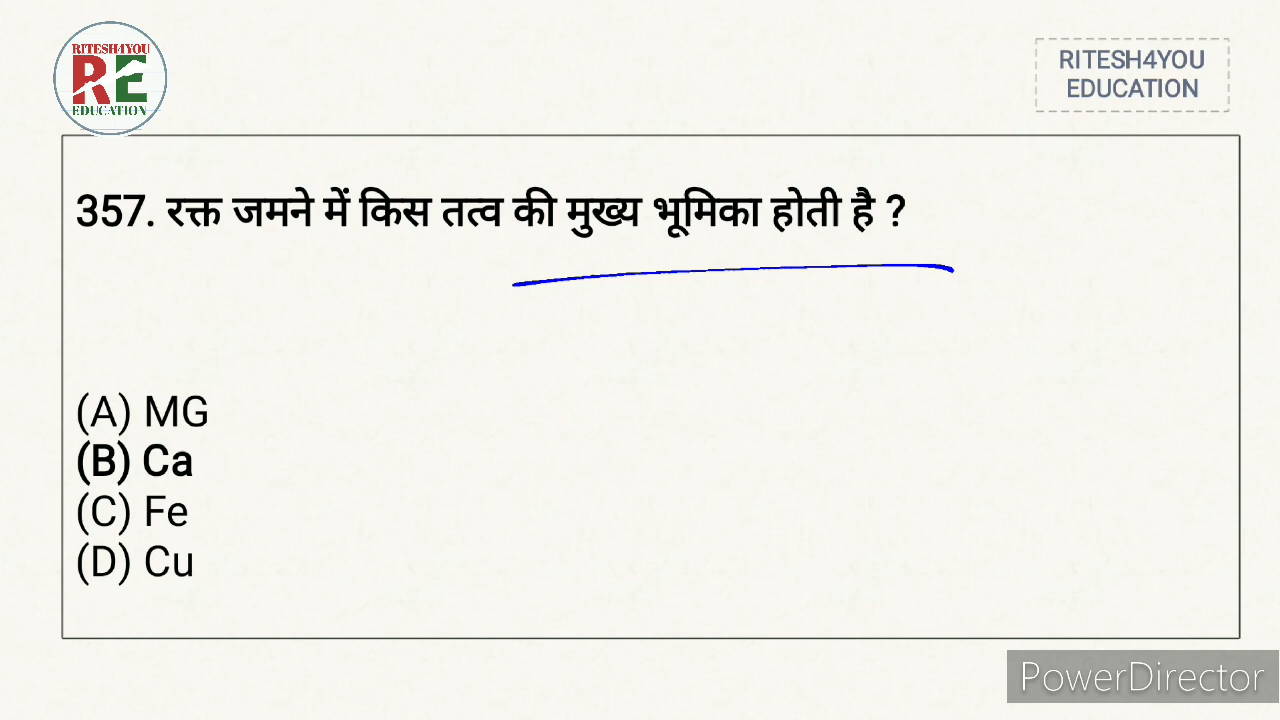 RITESH4YOU
RE
EDUCATION
RITESH4YOU
EDUCATION
357. रक्त जमने में किस तत्व की मुख्य भूमिका होती है ?
(A) MG
(B) Ca
(C) Fe
(D) Cu
PowerDirector